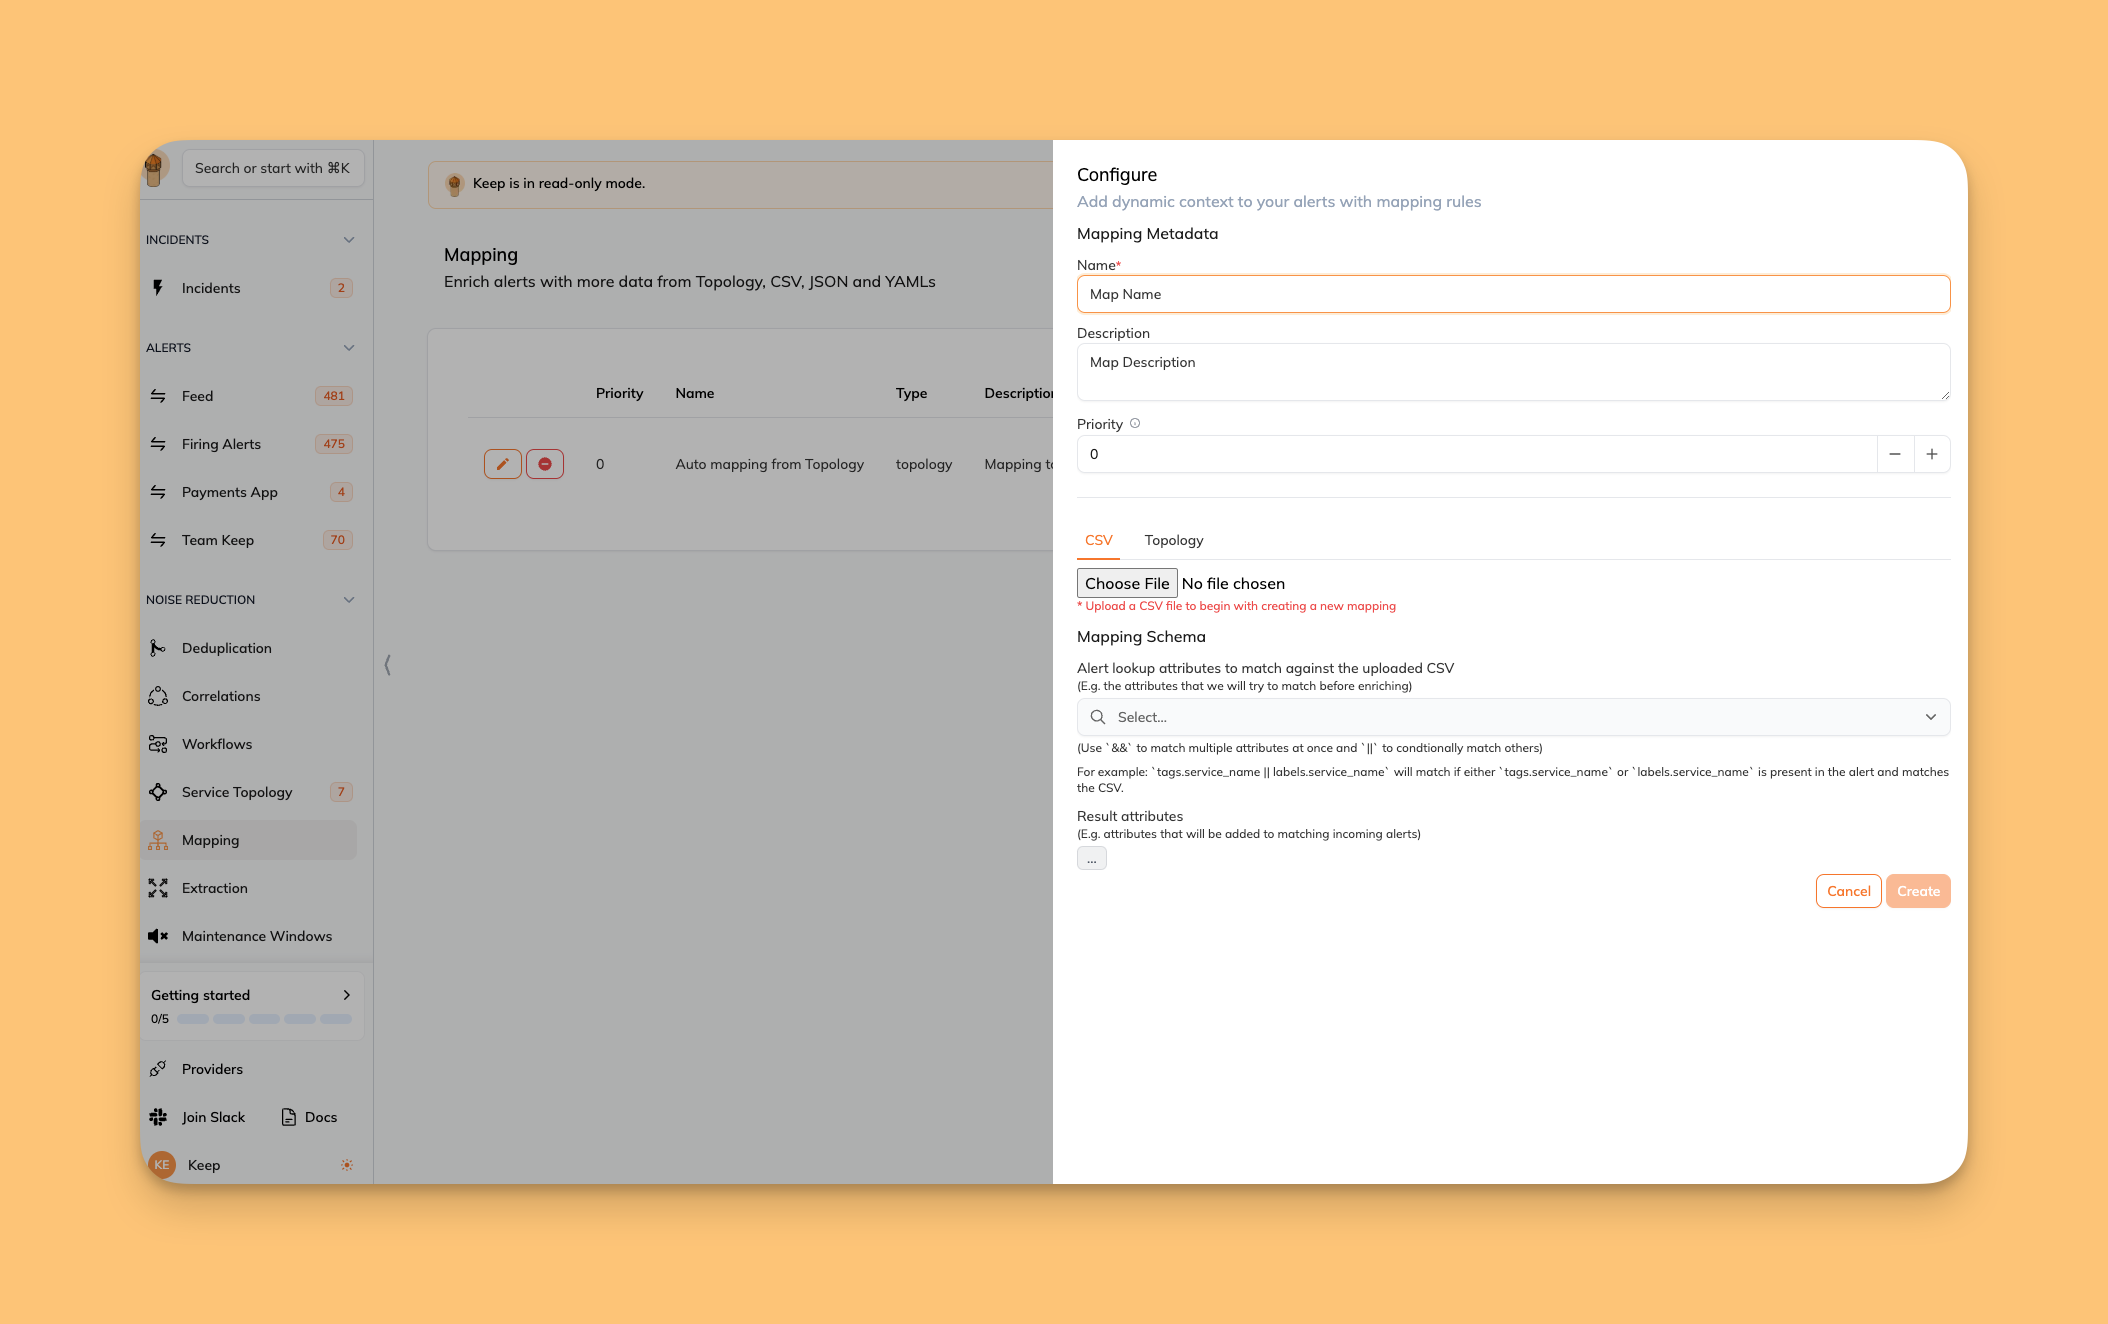 Search or start with ⌘K
INCIDENTS
Incidents 2
ALERTS
Feed 481
Firing Alerts 475
Payments App 4
Team Keep 70
NOISE REDUCTION
Deduplication
Correlations
Workflows
Service Topology 7
Mapping
Extraction
Maintenance Windows
Getting started
0/5
Providers
Join Slack Docs
KE Keep
Keep is in read-only mode.
Mapping
Enrich alerts with more data from Topology, CSV, JSON and YAMLs
Priority Name Type Description
0 Auto mapping from Topology topology Mapping
Configure
Add dynamic context to your alerts with mapping rules
Mapping Metadata
Name*
Map Name
Description
Map Description
Priority
0
CSV Topology
Choose File No file chosen
* Upload a CSV file to begin with creating a new mapping
Mapping Schema
Alert lookup attributes to match against the uploaded CSV
(E.g. the attributes that we will try to match before enriching)
Select...
(Use `&&` to match multiple attributes at once and `||` to condtionally match others)
For example: `tags.service_name || labels.service_name` will match if either `tags.service_name` or `labels.service_name` is present in the alert and matches
the CSV.
Result attributes
(E.g. attributes that will be added to matching incoming alerts)
...
Cancel Create